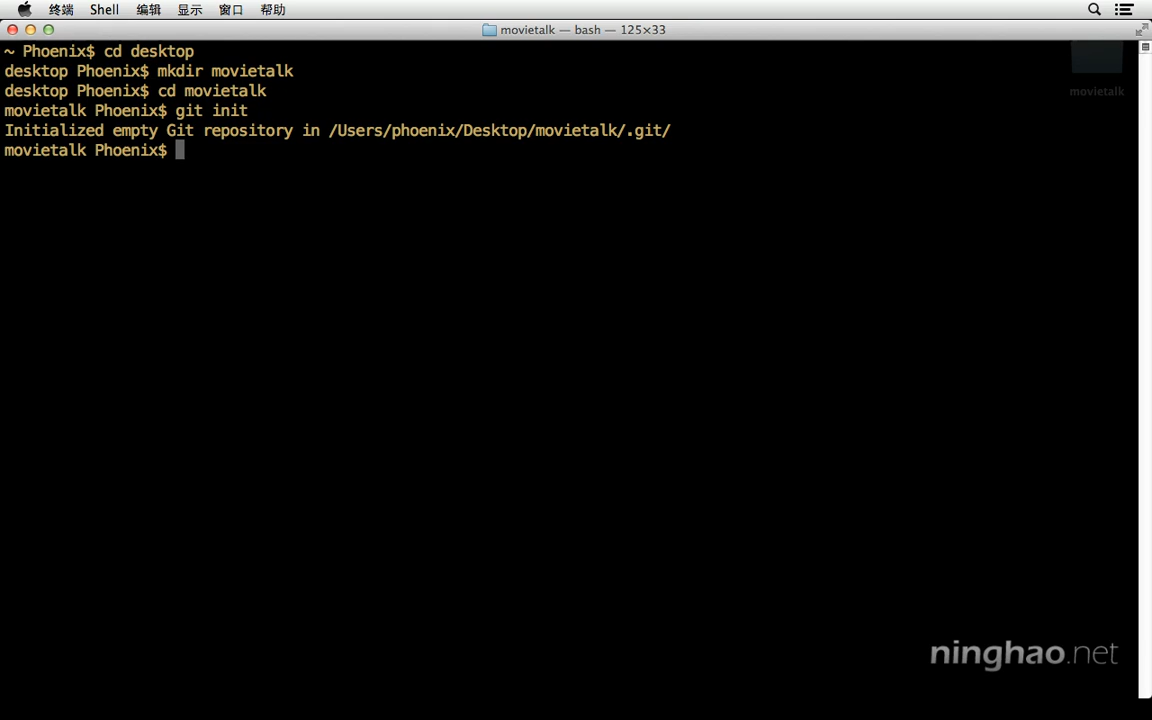 终端 Shell 编辑 显示 窗口 帮助
movietalk — bash — 125×33
~ Phoenix$ cd desktop
desktop Phoenix$ mkdir movietalk
desktop Phoenix$ cd movietalk
movietalk Phoenix$ git init
Initialized empty Git repository in /Users/phoenix/Desktop/movietalk/.git/
movietalk Phoenix$
movietalk
ninghao.net